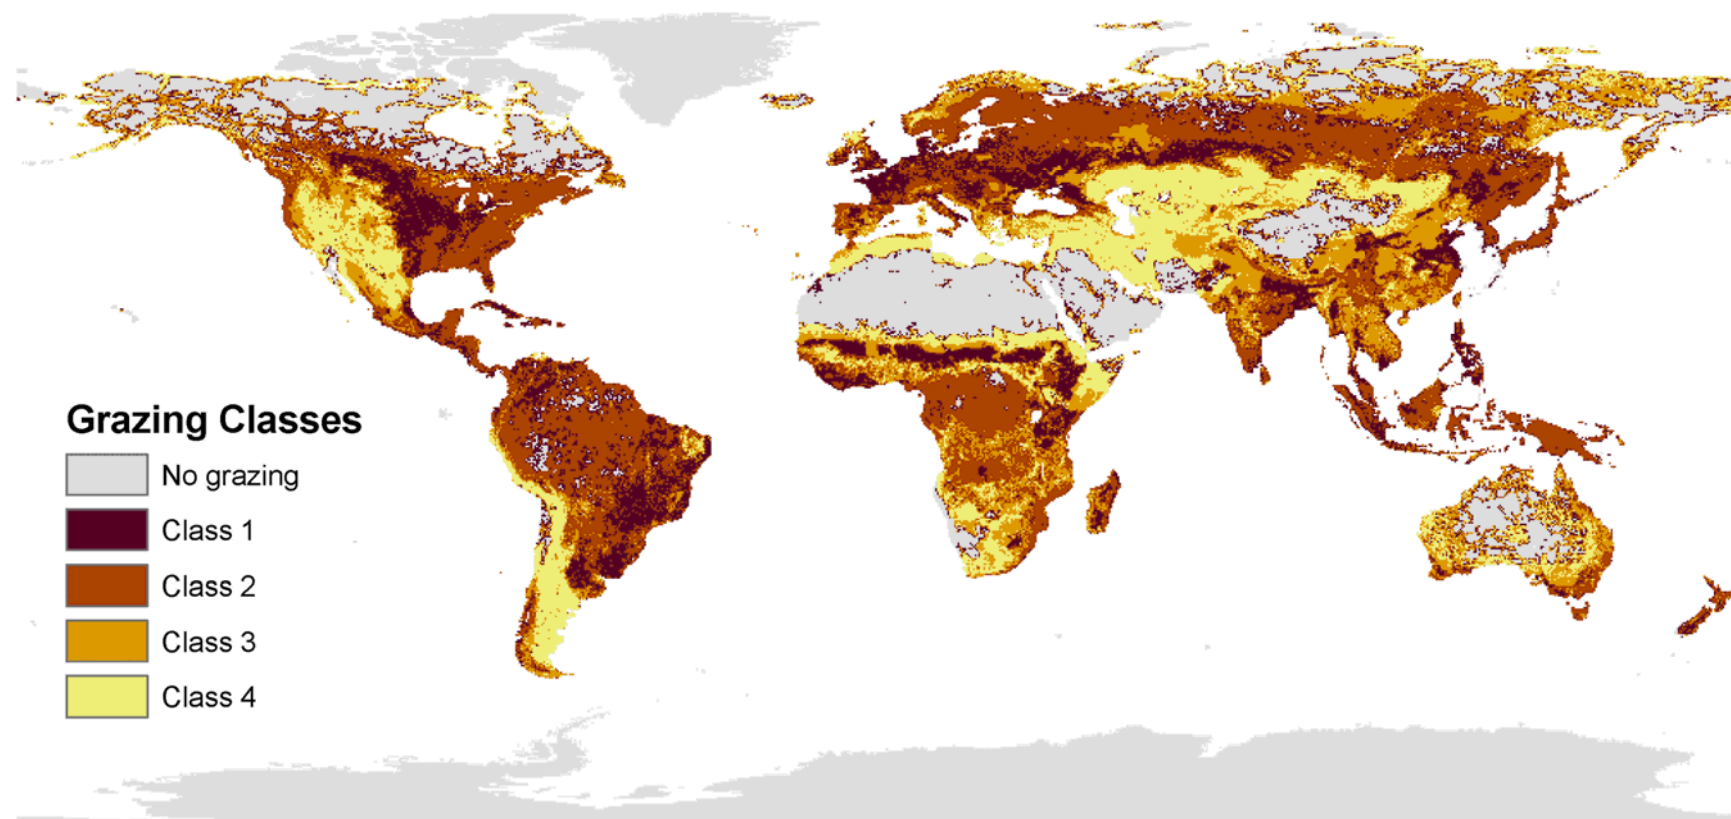 Grazing Classes
No grazing
Class 1
Class 2
Class 3
Class 4